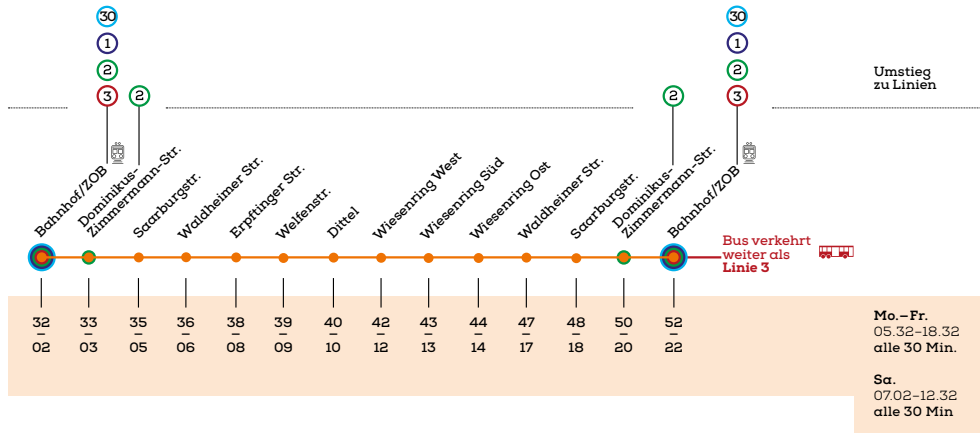 30
1
2
3
2
30
1
2
3
2
Umstieg
zu Linien
Bahnhof/ZOB
Dominikus-
Zimmermann-Str.
Saarburgstr.
Waldheimer Str.
Erpftinger Str.
Welfenstr.
Dittel
Wiesenring West
Wiesenring Süd
Wiesenring Ost
Waldheimer Str.
Saarburgstr.
Dominikus-
Zimmermann-Str.
Bahnhof/ZOB
Bus verkehrt
weiter als
Linie 3
32 33 35 36 38 39 40 42 43 44 47 48 50 52
– – – – – – – – – – – – – –
02 03 05 06 08 09 10 12 13 14 17 18 20 22
Mo.–Fr.
05.32–18.32
alle 30 Min.
Sa.
07.02–12.32
alle 30 Min